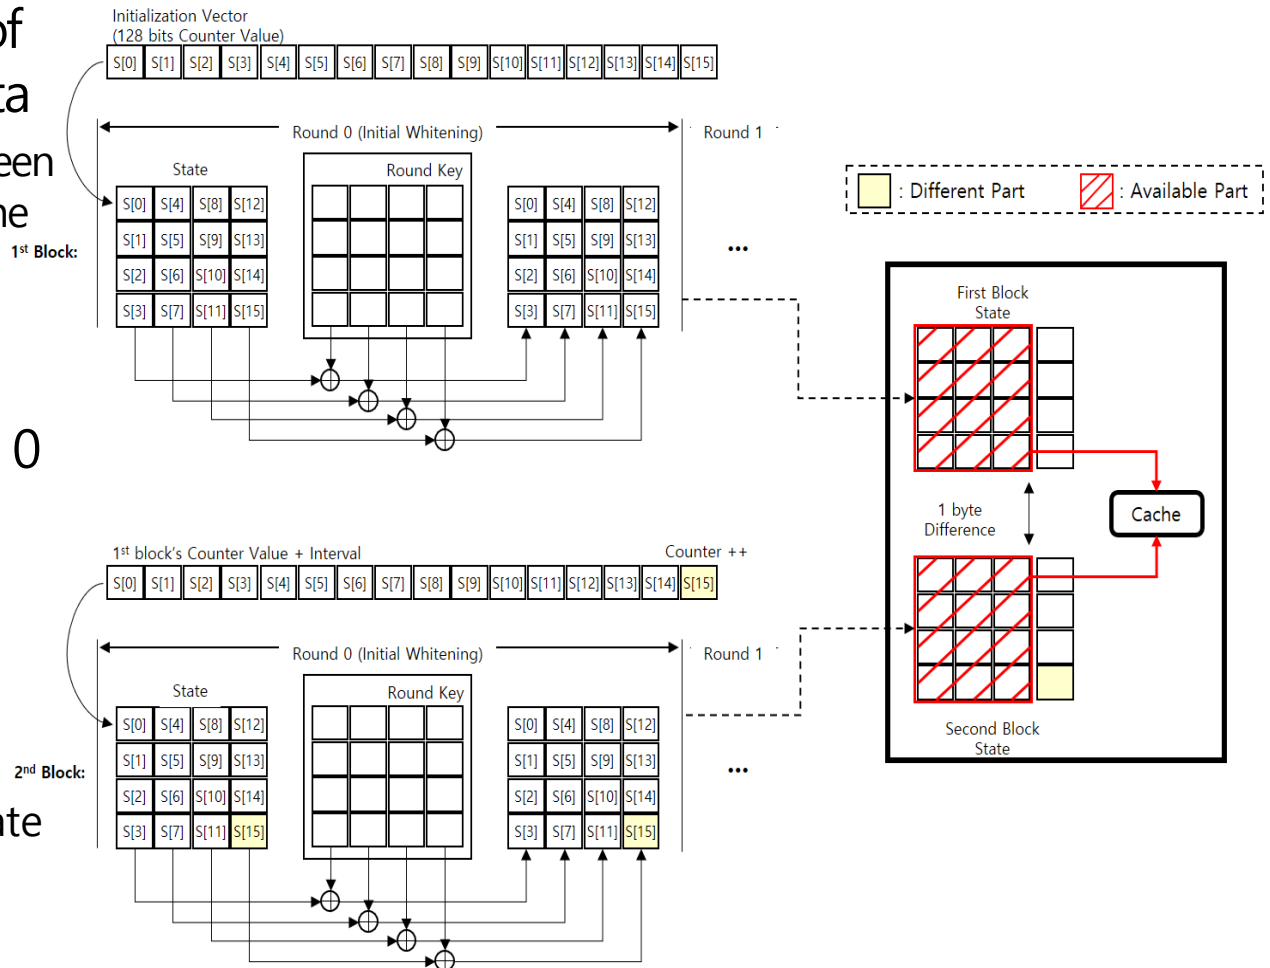 of
ta
een
ne
0
ate
Initialization Vector
(128 bits Counter Value)
S[0] S[1] S[2] S[3] S[4] S[5] S[6] S[7] S[8] S[9] S[10] S[11] S[12] S[13] S[14] S[15]
Round 0 (Initial Whitening)
Round 1
State
Round Key
1st Block:
S[0] S[4] S[8] S[12]
S[1] S[5] S[9] S[13]
S[2] S[6] S[10] S[14]
S[3] S[7] S[11] S[15]
S[0] S[4] S[8] S[12]
S[1] S[5] S[9] S[13]
S[2] S[6] S[10] S[14]
S[3] S[7] S[11] S[15]
...
1st block's Counter Value + Interval
Counter ++
S[0] S[1] S[2] S[3] S[4] S[5] S[6] S[7] S[8] S[9] S[10] S[11] S[12] S[13] S[14] S[15]
Round 0 (Initial Whitening)
Round 1
State
Round Key
2nd Block:
S[0] S[4] S[8] S[12]
S[1] S[5] S[9] S[13]
S[2] S[6] S[10] S[14]
S[3] S[7] S[11] S[15]
S[0] S[4] S[8] S[12]
S[1] S[5] S[9] S[13]
S[2] S[6] S[10] S[14]
S[3] S[7] S[11] S[15]
...
: Different Part
: Available Part
First Block
State
1 byte
Difference
Cache
Second Block
State